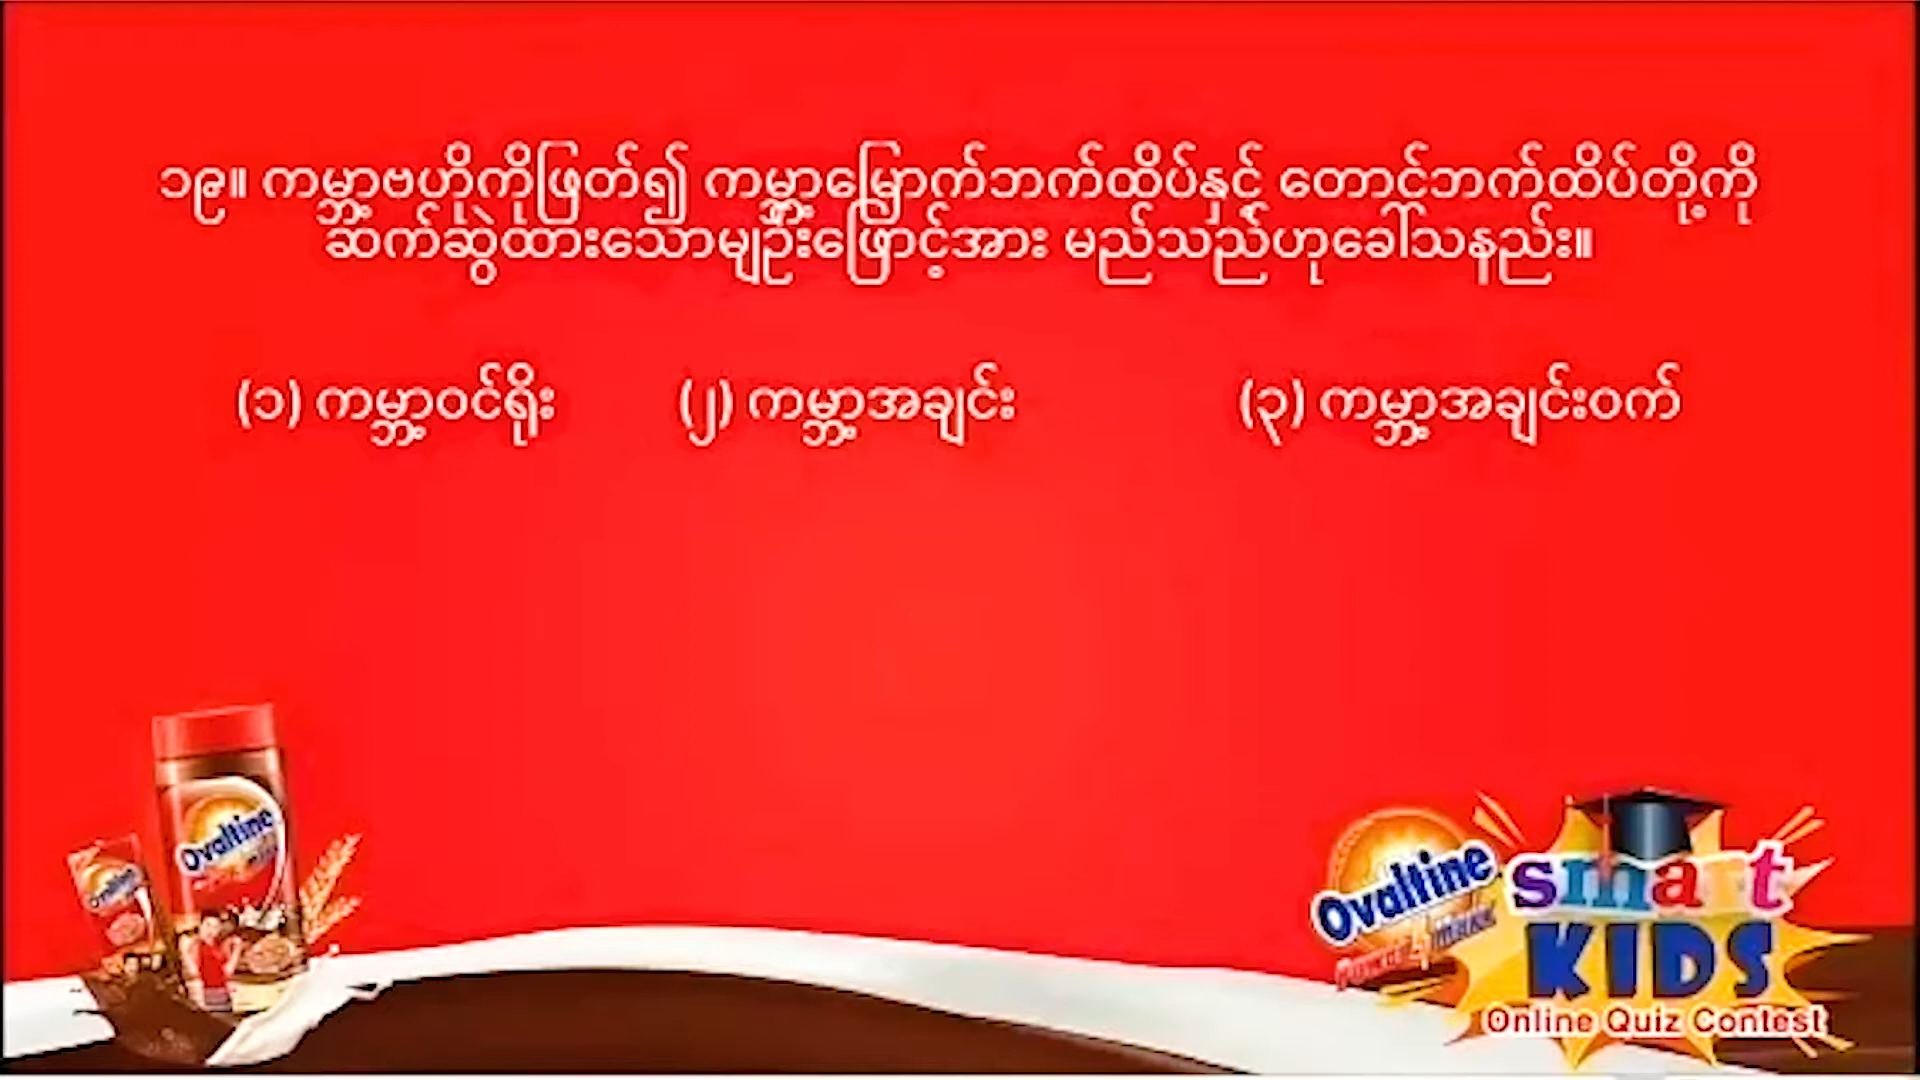 ၁၉။ ကမ္ဘာ့ဗဟိုကိုဖြတ်၍ ကမ္ဘာ့မြောက်ဘက်ထိပ်နှင့် တောင်ဘက်ထိပ်တို့ကို
ဆက်ဆွဲထားသောမျဉ်းဖြောင့်အား မည်သည်ဟုခေါ်သနည်း။
(၁) ကမ္ဘာ့ဝင်ရိုး (၂) ကမ္ဘာ့အချင်း (၃) ကမ္ဘာ့အချင်းဝက်
Ovaltine
Ovaltine
Ovaltine
smart
KIDS
Online Quiz Contest